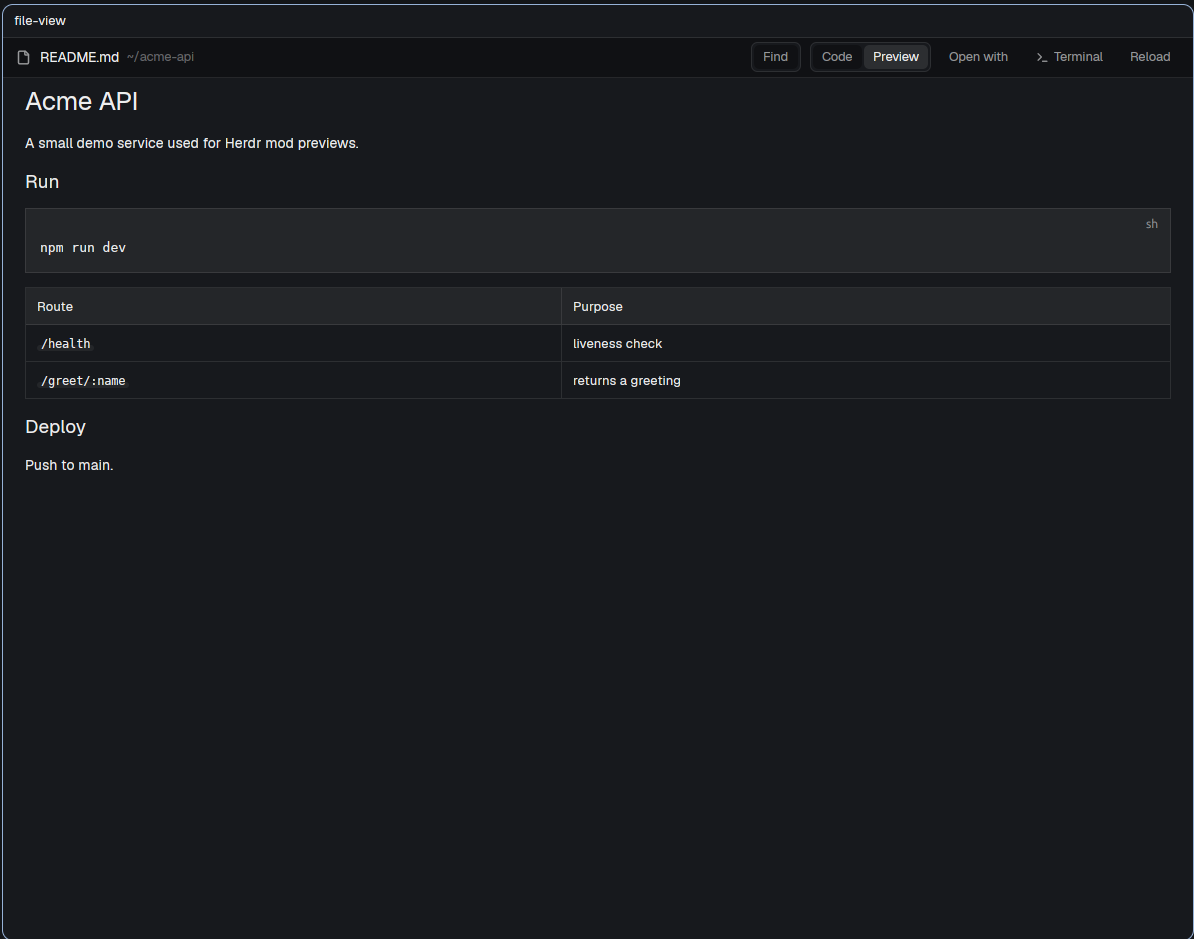 file-view
README.md ~/acme-api Find Code Preview Open with >_ Terminal Reload
Acme API
A small demo service used for Herdr mod previews.
Run
sh
npm run dev
Route Purpose
/health liveness check
/greet/:name returns a greeting
Deploy
Push to main.